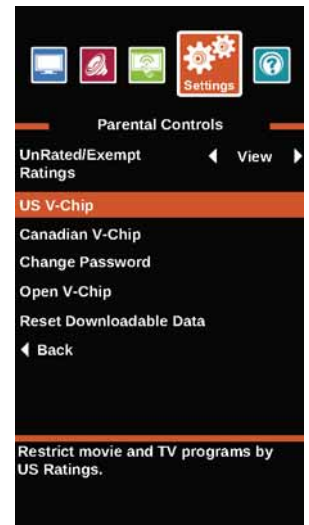 Settings
Parental Controls
UnRated/Exempt View
Ratings
US V-Chip
Canadian V-Chip
Change Password
Open V-Chip
Reset Downloadable Data
Back
Restrict movie and TV programs by
US Ratings.